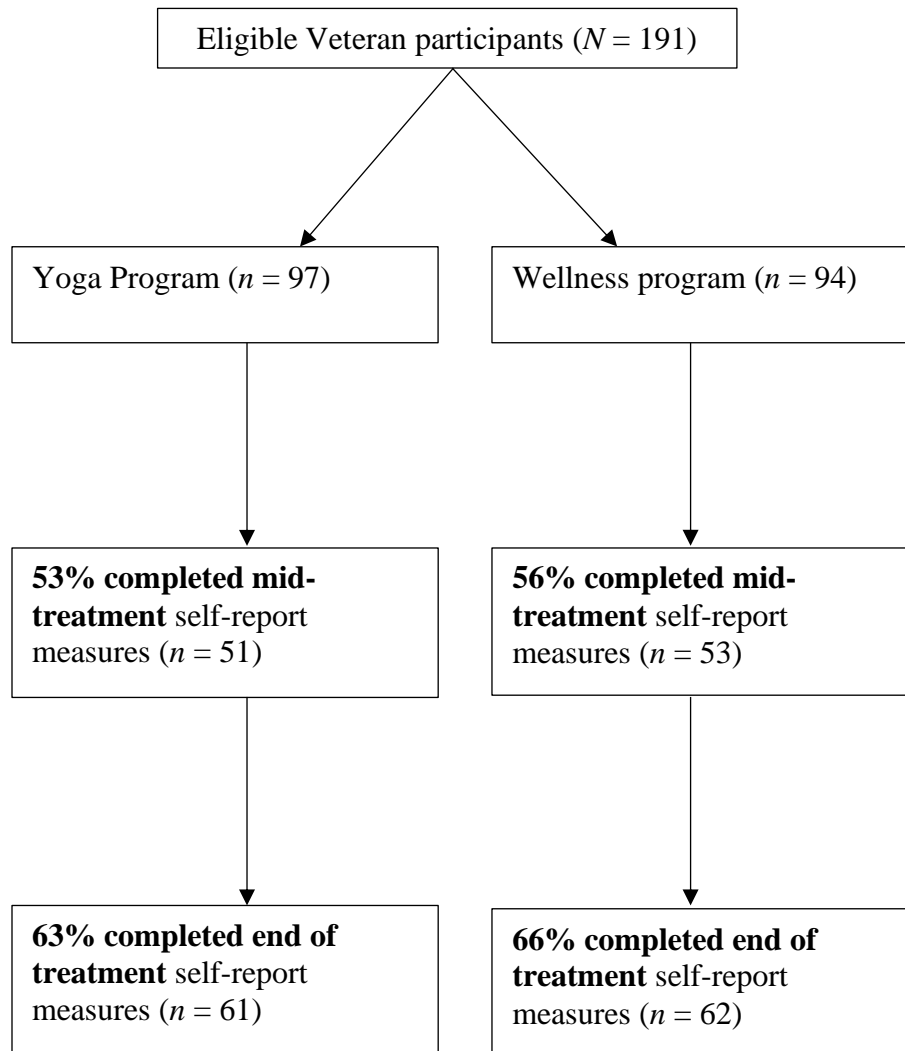 Eligible Veteran participants (N = 191)
Yoga Program (n = 97)
Wellness program (n = 94)
53% completed mid-
treatment self-report
measures (n = 51)
56% completed mid-
treatment self-report
measures (n = 53)
63% completed end of
treatment self-report
measures (n = 61)
66% completed end of
treatment self-report
measures (n = 62)